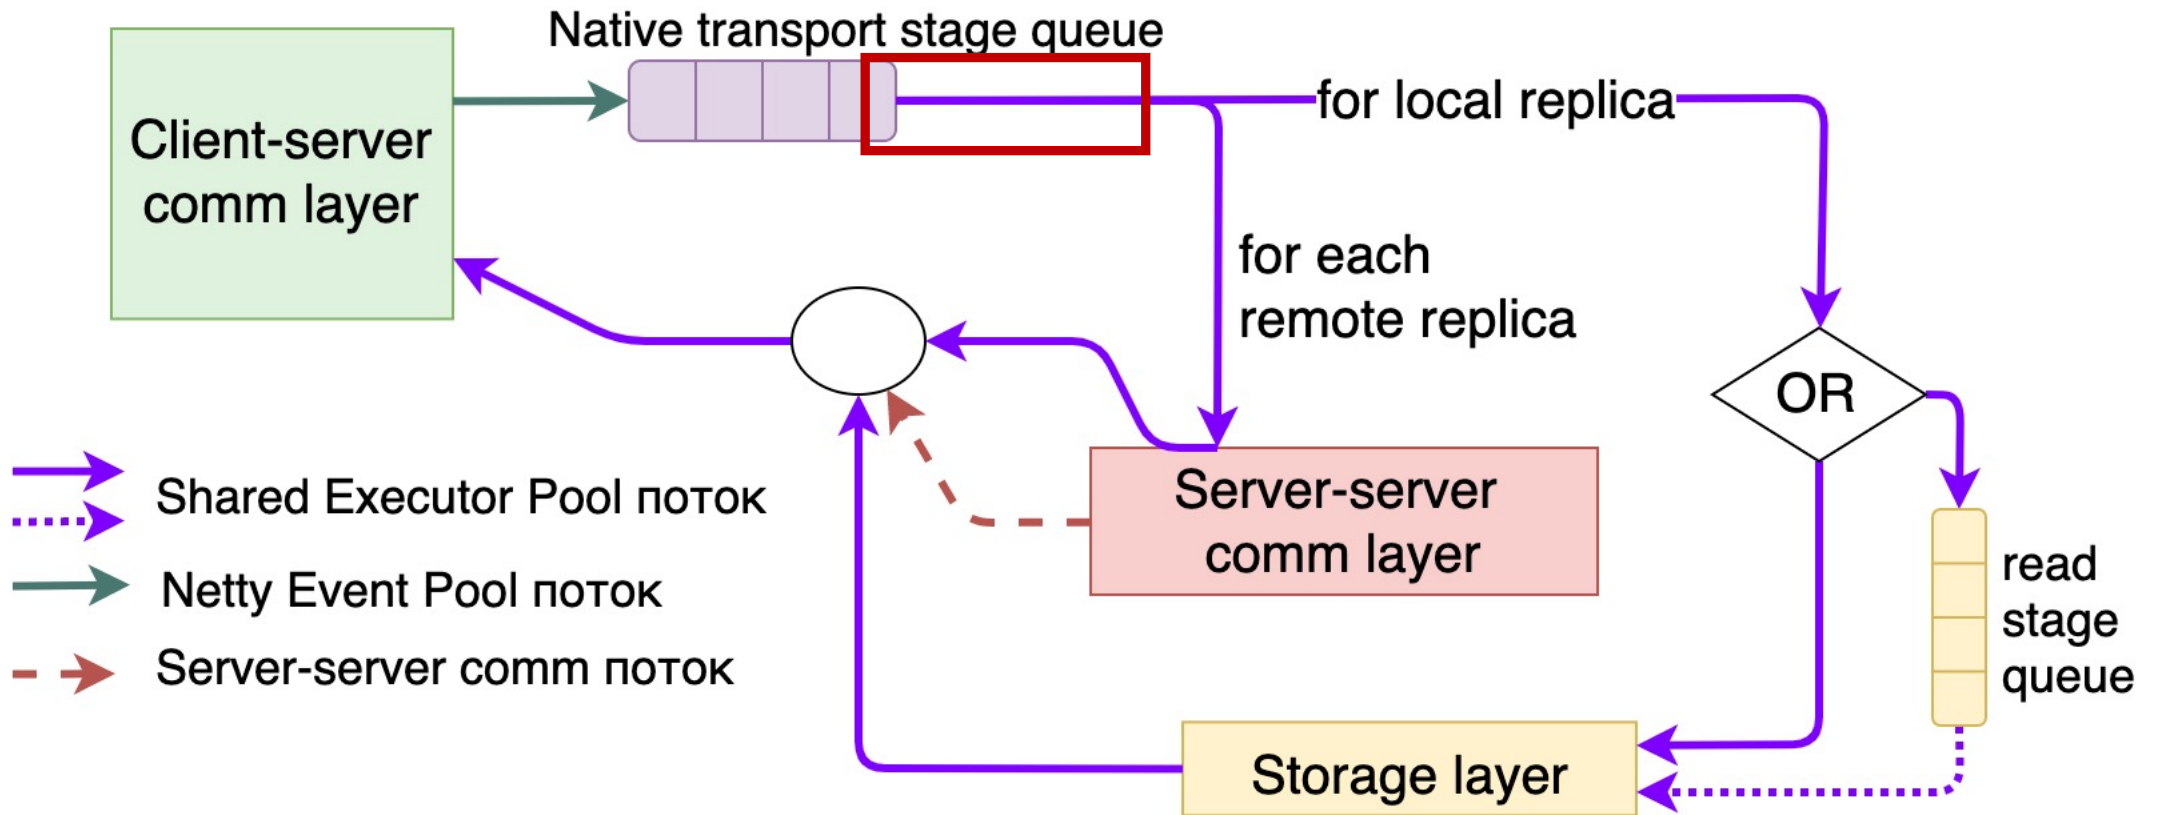 Native transport stage queue
Client-server
comm layer
for local replica
for each
remote replica
OR
Server-server
comm layer
read
stage
queue
Storage layer
Shared Executor Pool поток
Netty Event Pool поток
Server-server comm поток